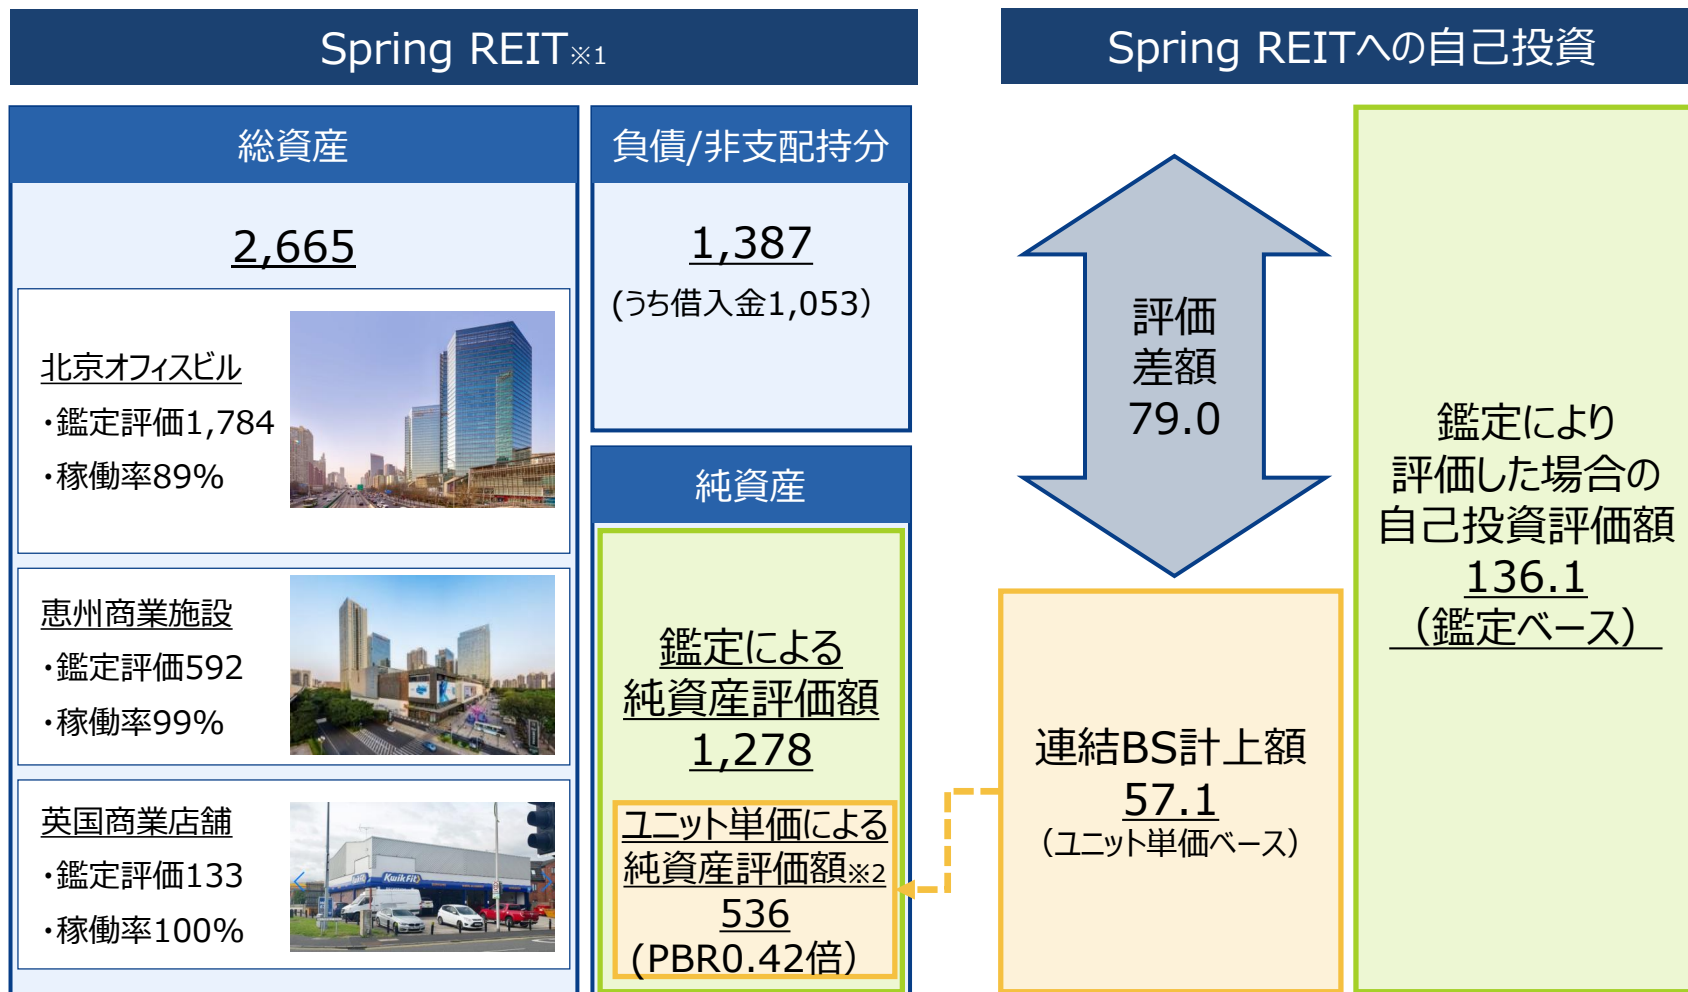 Spring REIT※1
総資産
2,665
北京オフィスビル
・鑑定評価1,784
・稼働率89%
恵州商業施設
・鑑定評価592
・稼働率99%
英国商業店舗
・鑑定評価133
・稼働率100%
KwikFit
負債/非支配持分
1,387
(うち借入金1,053）
純資産
鑑定による
純資産評価額
1,278
ユニット単価による
純資産評価額※2
536
(PBR0.42倍）
Spring REITへの自己投資
評価
差額
79.0
連結BS計上額
57.1
（ユニット単価ベース）
鑑定により
評価した場合の
自己投資評価額
136.1
（鑑定ベース）